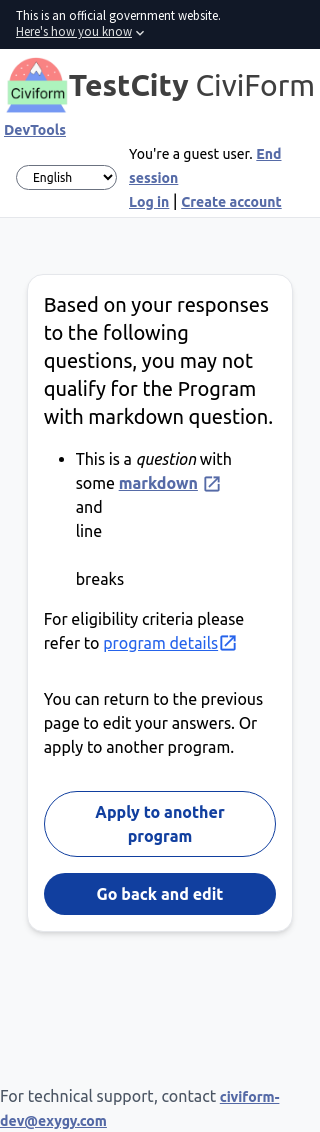 This is an official government website.
Here's how you know
Civiform
TestCity CiviForm
DevTools
English
You're a guest user. End
session
Log in | Create account
Based on your responses
to the following
questions, you may not
qualify for the Program
with markdown question.
• This is a question with
some markdown
and
line
breaks
For eligibility criteria please
refer to program details
You can return to the previous
page to edit your answers. Or
apply to another program.
Apply to another
program
Go back and edit
For technical support, contact civiform-
dev@exygy.com